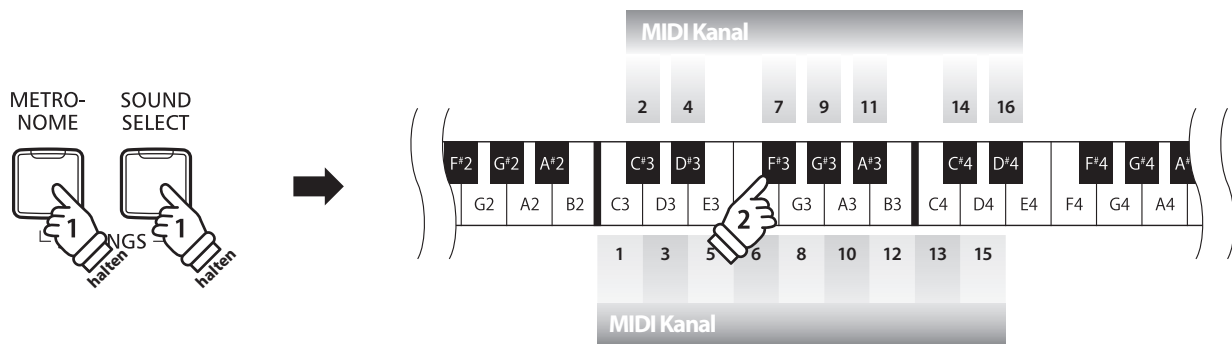 MIDI Kanal
2 4 7 9 11 14 16
METRO-
NOME
SOUND
SELECT
F#2 G#2 A#2 C#3 D#3 F#3 G#3 A#3 C#4 D#4 F#4 G#4 A#
G2 A2 B2 C3 D3 E3 G3 A3 B3 C4 D4 E4 F4 G4 A4
1 1 2
halten halten
1 3 5 6 8 10 12 13 15
MIDI Kanal